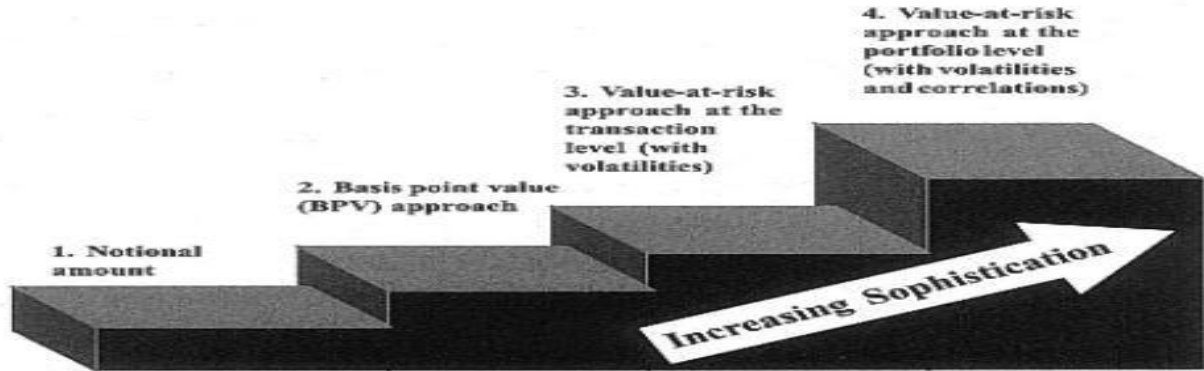 1. Notional
amount
2. Basis point value
(BPV) approach
3. Value-at-risk
approach at the
transaction
level (with
volatilities)
4. Value-at-risk
approach at the
portfolio level
(with volatilities
and correlations)
Increasing Sophistication